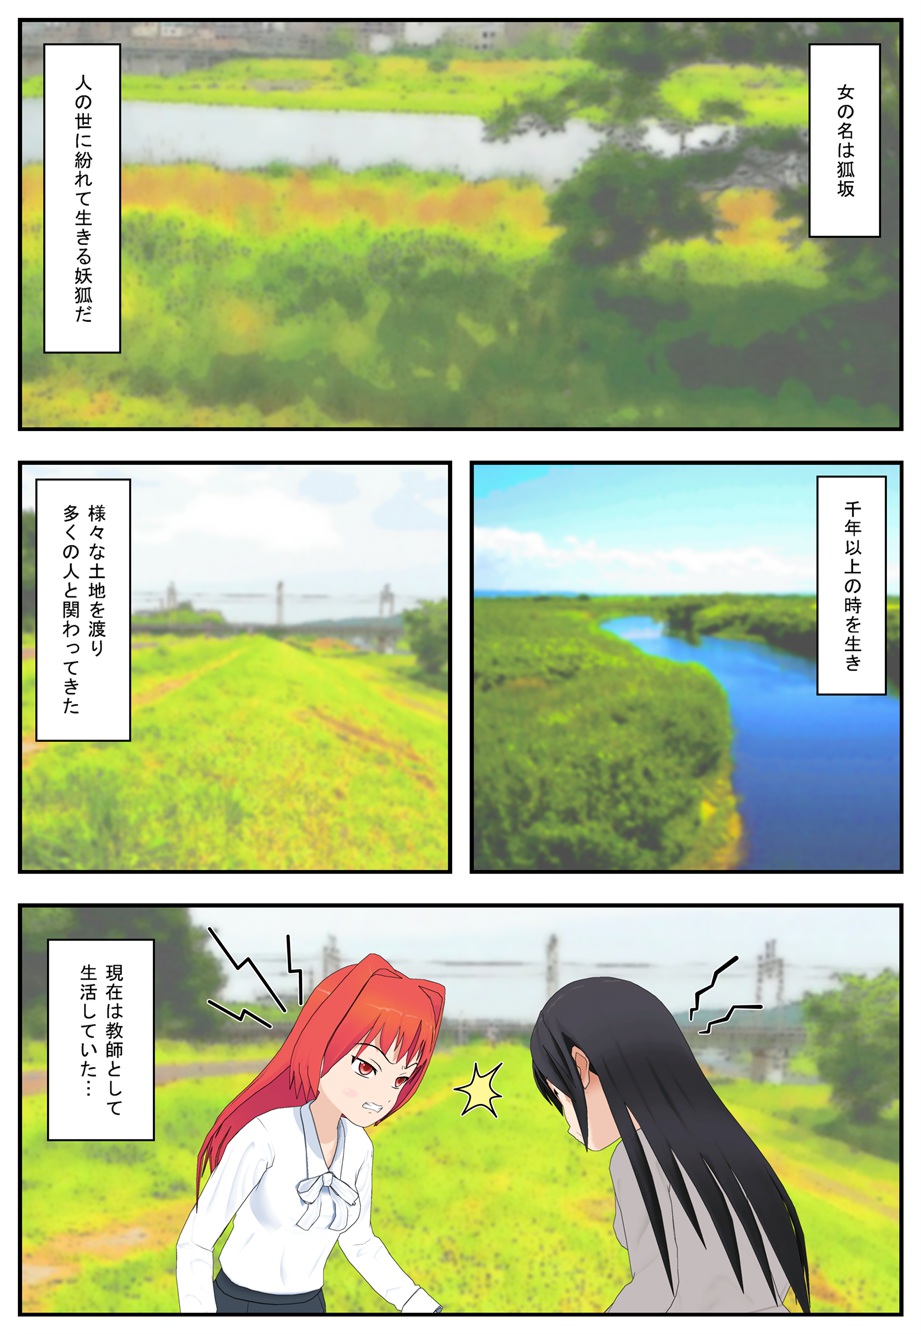 女の名は狐坂
人の世に紛れて生きる妖狐だ
千年以上の時を生き
様々な土地を渡り
多くの人と関わってきた
現在は教師として
生活していた…